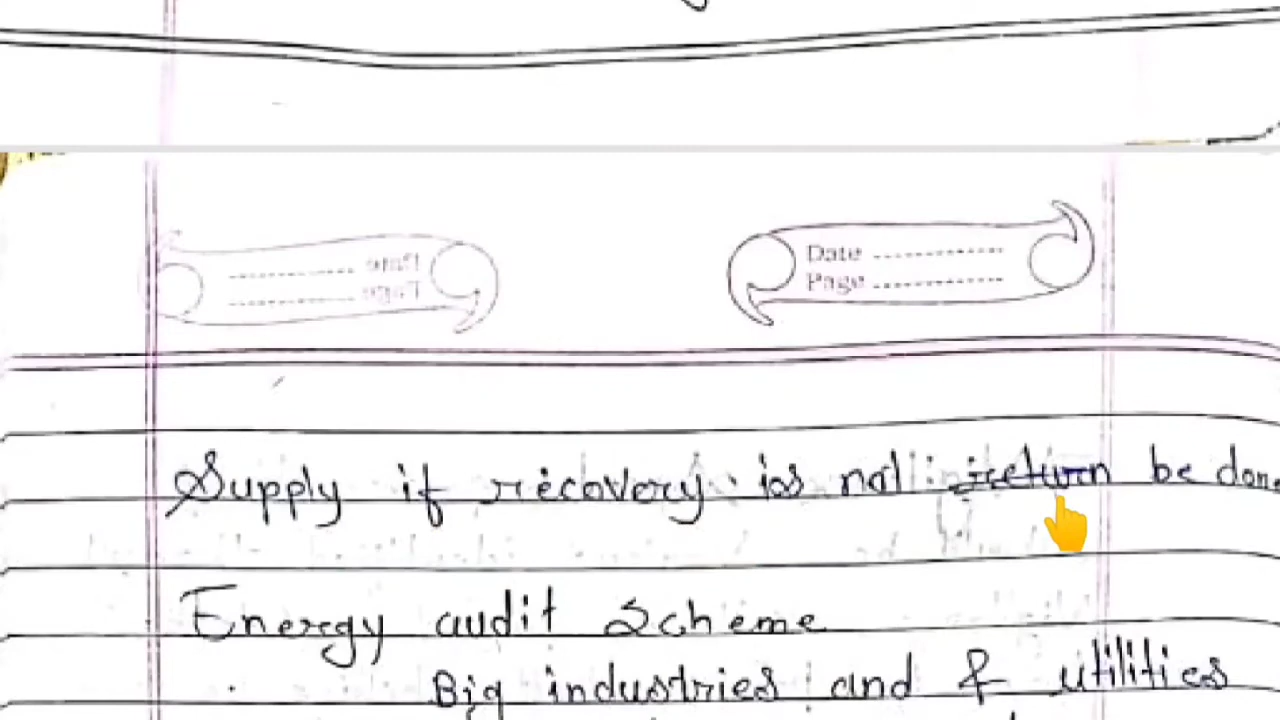 Date ............
Page ............
Supply if recovery is not return be done
Energy audit Scheme
Big industries and & utilities